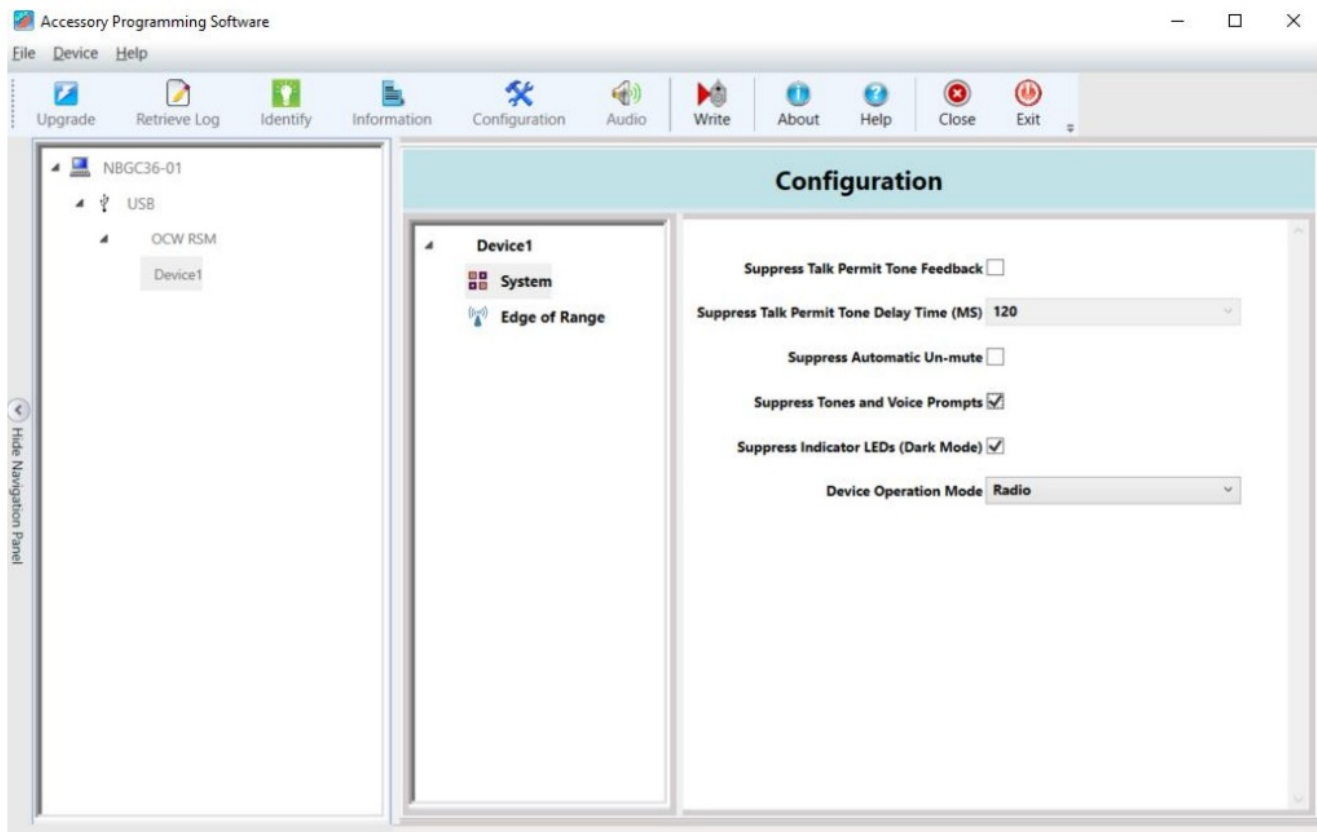 Accessory Programming Software
File Device Help
Upgrade Retrieve Log Identify Information Configuration Audio Write About Help Close Exit
Hide Navigation Panel
NBGC36-01
USB
OCW RSM
Device1
Configuration
Device1
System
Edge of Range
Suppress Talk Permit Tone Feedback
Suppress Talk Permit Tone Delay Time (MS) 120
Suppress Automatic Un-mute
Suppress Tones and Voice Prompts
Suppress Indicator LEDs (Dark Mode)
Device Operation Mode Radio